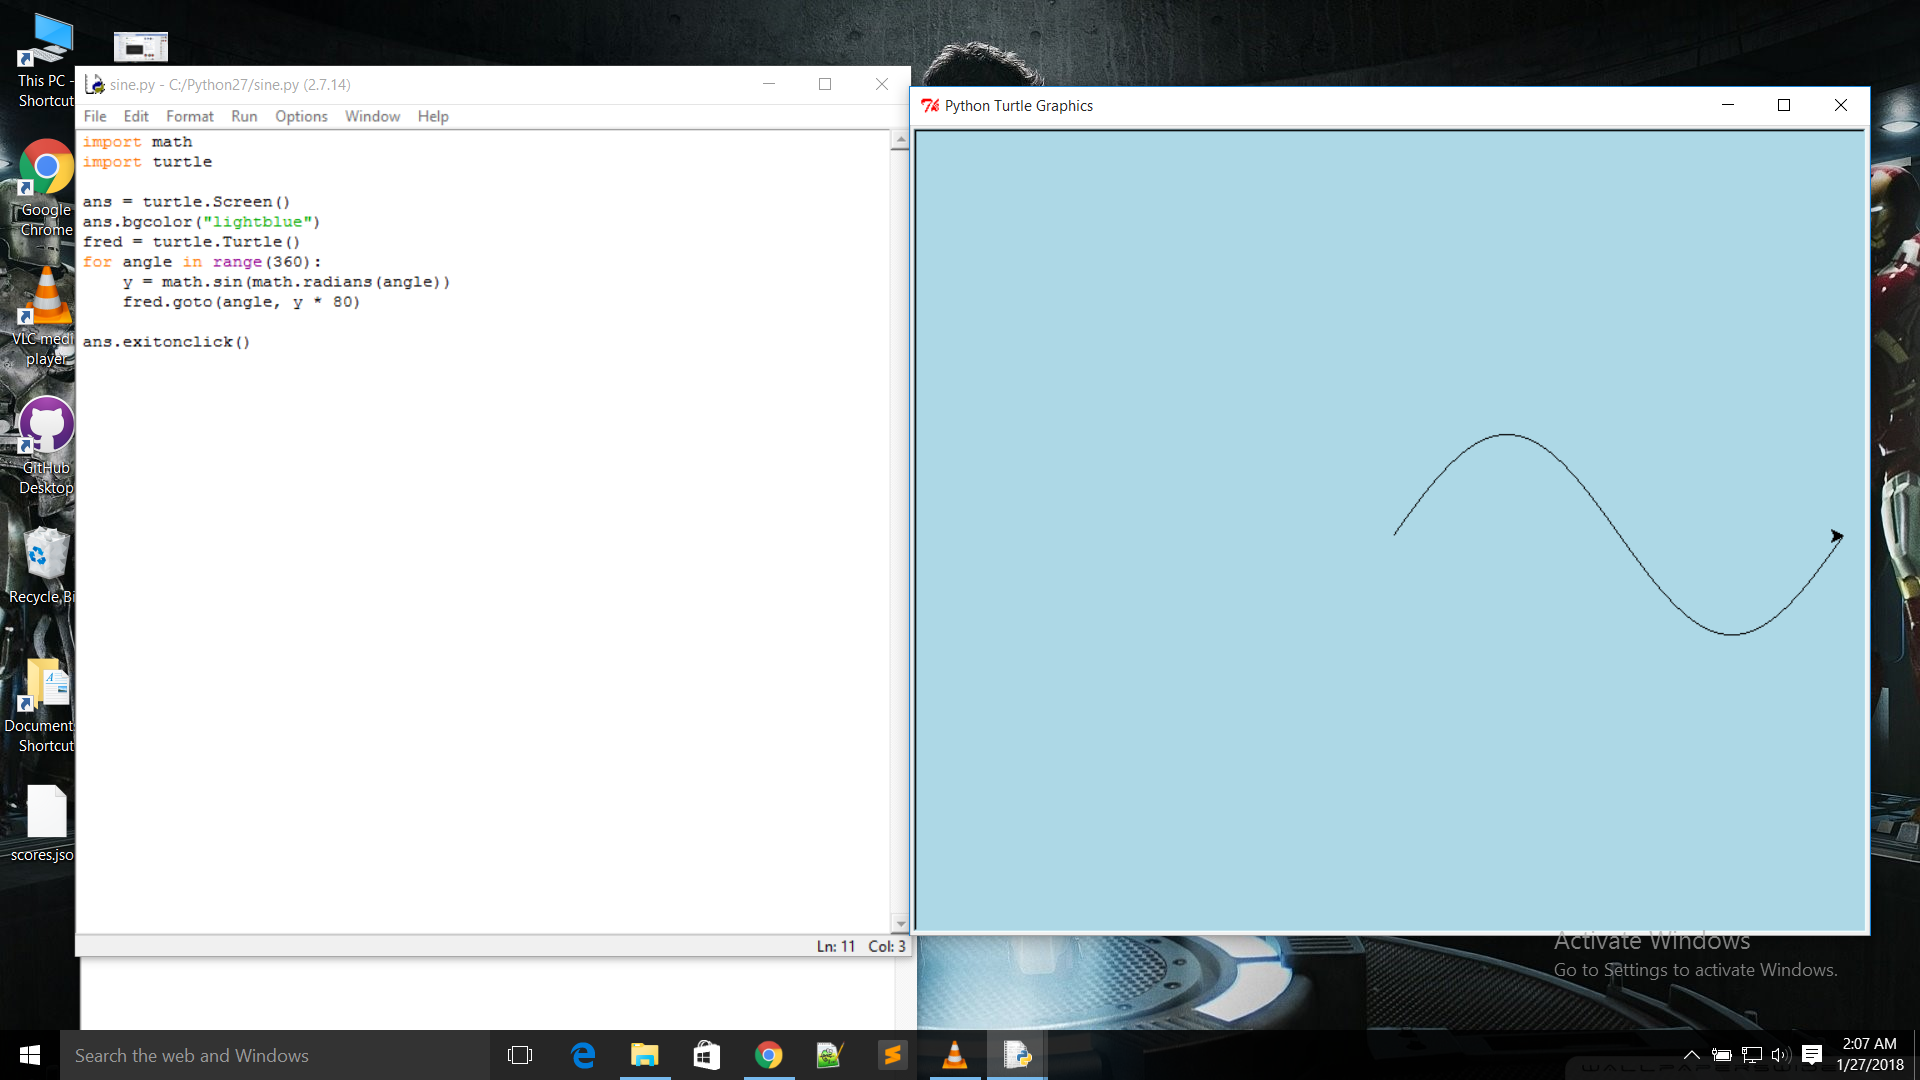 This PC -
Shortcut
Google
Chrome
VLC medi
player
GitHub
Desktop
Recycle Bi
Document
Shortcut
scores.jso
sine.py - C:/Python27/sine.py (2.7.14)
File Edit Format Run Options Window Help
import math
import turtle
ans = turtle.Screen()
ans.bgcolor("lightblue")
fred = turtle.Turtle()
for angle in range(360):
    y = math.sin(math.radians(angle))
    fred.goto(angle, y * 80)
ans.exitonclick()
Ln: 11 Col: 3
Python Turtle Graphics
Activate Windows
Go to Settings to activate Windows.
Search the web and Windows
2:07 AM
1/27/2018